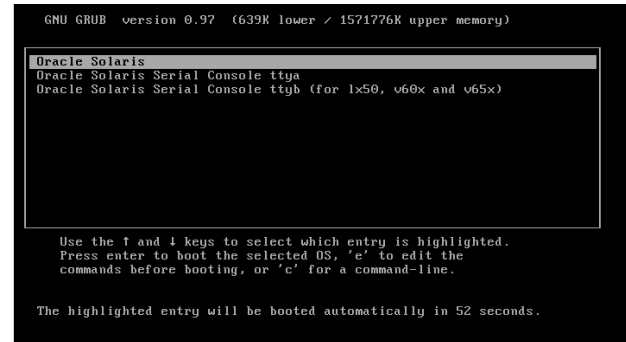 GNU GRUB version 0.97 (639K lower / 1571776K upper memory)
Oracle Solaris
Oracle Solaris Serial Console ttya
Oracle Solaris Serial Console ttyb (for lx50, v60x and v65x)
Use the ↑ and ↓ keys to select which entry is highlighted.
Press enter to boot the selected OS, 'e' to edit the
commands before booting, or 'c' for a command-line.
The highlighted entry will be booted automatically in 52 seconds.